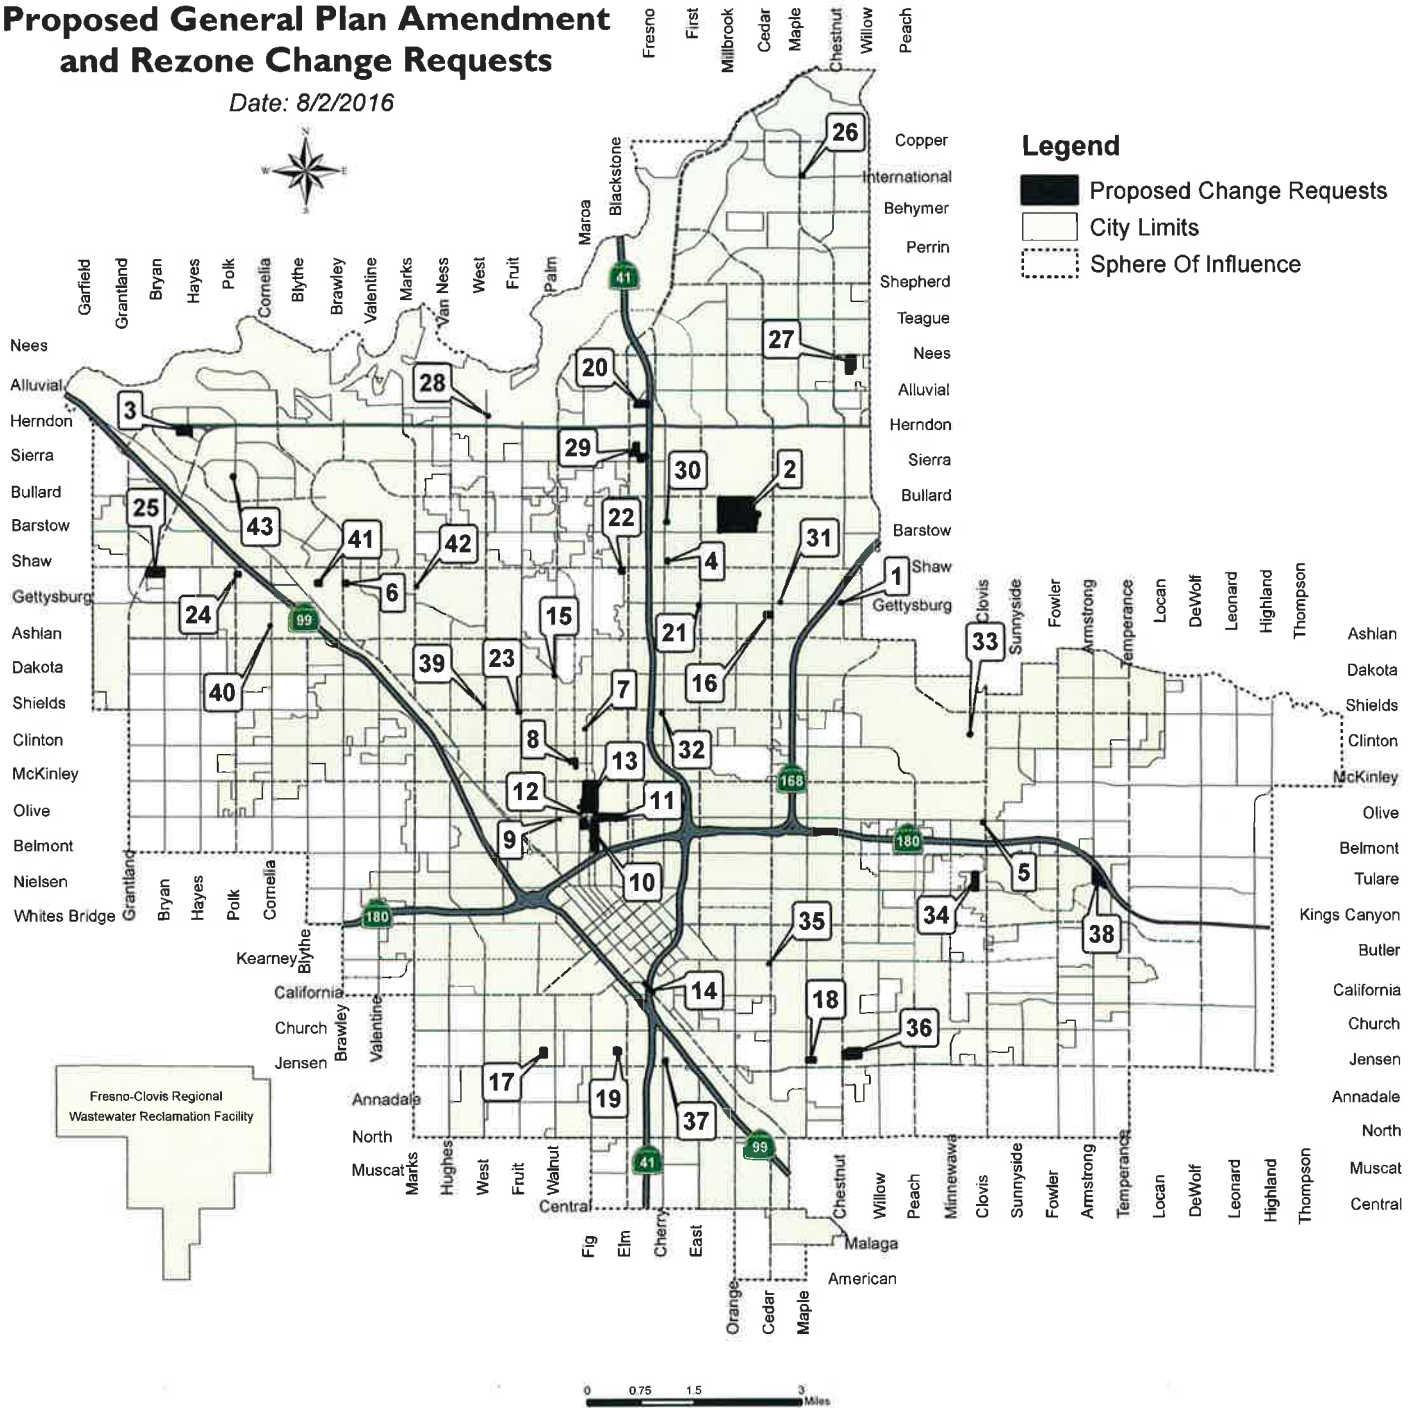 Proposed General Plan Amendment
and Rezone Change Requests
Date: 8/2/2016
N
W
E
S
Fresno
First
Millbrook
Cedar
Maple
Chestnut
Willow
Peach
Blackstone
Maroa
Garfield
Grantland
Bryan
Hayes
Polk
Cornelia
Blythe
Brawley
Valentine
Marks
Van Ness
West
Fruit
Palm
Legend
Proposed Change Requests
City Limits
Sphere Of Influence
Copper
International
Behymer
Perrin
Shepherd
Teague
Nees
Alluvial
Herndon
Sierra
Bullard
Barstow
Shaw
Gettysburg
Nees
Alluvial
Herndon
Sierra
Bullard
Barstow
Shaw
Gettysburg
Ashlan
Dakota
Shields
Clinton
McKinley
Olive
Belmont
Nielsen
Whites Bridge
Kearney
California
Church
Jensen
Annadale
North
Muscat
Central
Clovis
Sunnyside
Fowler
Armstrong
Temperance
Locan
DeWolf
Leonard
Highland
Thompson
Ashlan
Dakota
Shields
Clinton
McKinley
Olive
Belmont
Tulare
Kings Canyon
Butler
California
Church
Jensen
Annadale
North
Muscat
Central
Malaga
American
26
41
27
20
28
3
29
30
2
25
43
41
42
22
4
31
1
6
24
99
15
21
16
33
40
39
23
7
8
32
13
168
12
11
9
180
5
10
180
34
38
35
14
18
36
17
19
37
41
99
Grantland
Bryan
Hayes
Polk
Cornelia
Blythe
Brawley
Valentine
Marks
Hughes
West
Fruit
Walnut
Fig
Elm
Cherry
East
Orange
Cedar
Maple
Chestnut
Willow
Peach
Minnewawa
Clovis
Sunnyside
Fowler
Armstrong
Temperance
Locan
DeWolf
Leonard
Highland
Thompson
Fresno-Clovis Regional
Wastewater Reclamation Facility
0 0.75 1.5 3
Miles